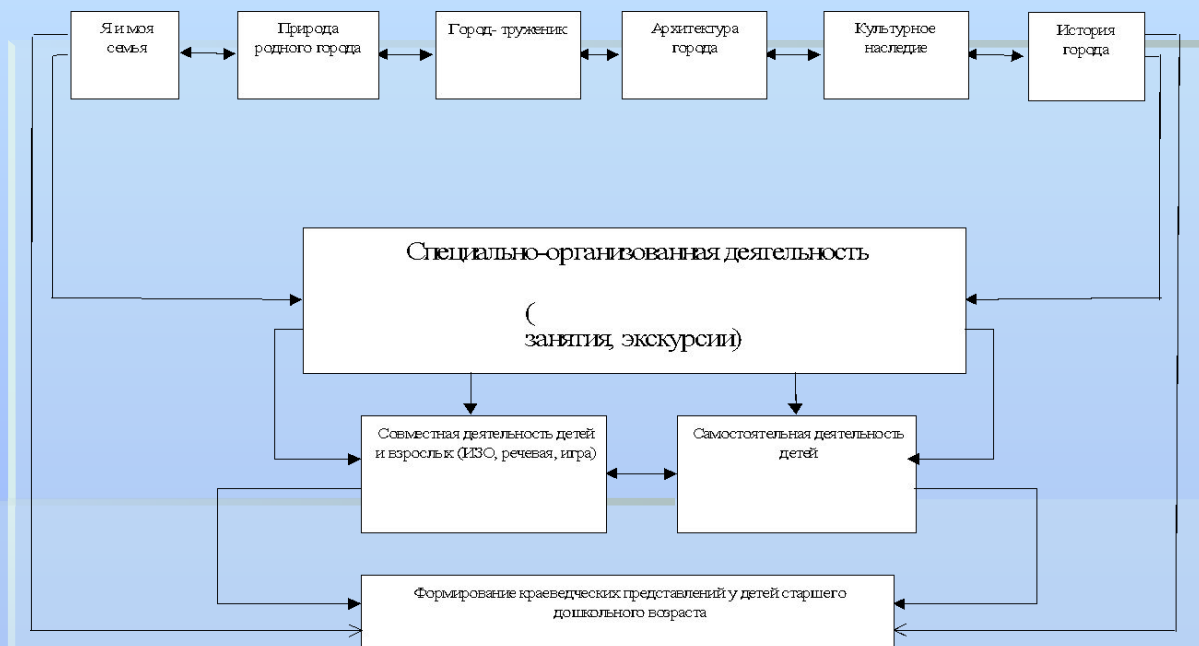 Я и моя
семья
Природа
родного города
Город- труженик
Архитектура
города
Культурное
наследие
История
города
Специально-организованная деятельность
(
занятия, экскурсии)
Совместная деятельность детей
и взрослых (ИЗО, речевая, игра)
Самостоятельная деятельность
детей
Формирование краеведческих представлений у детей старшего
дошкольного возраста